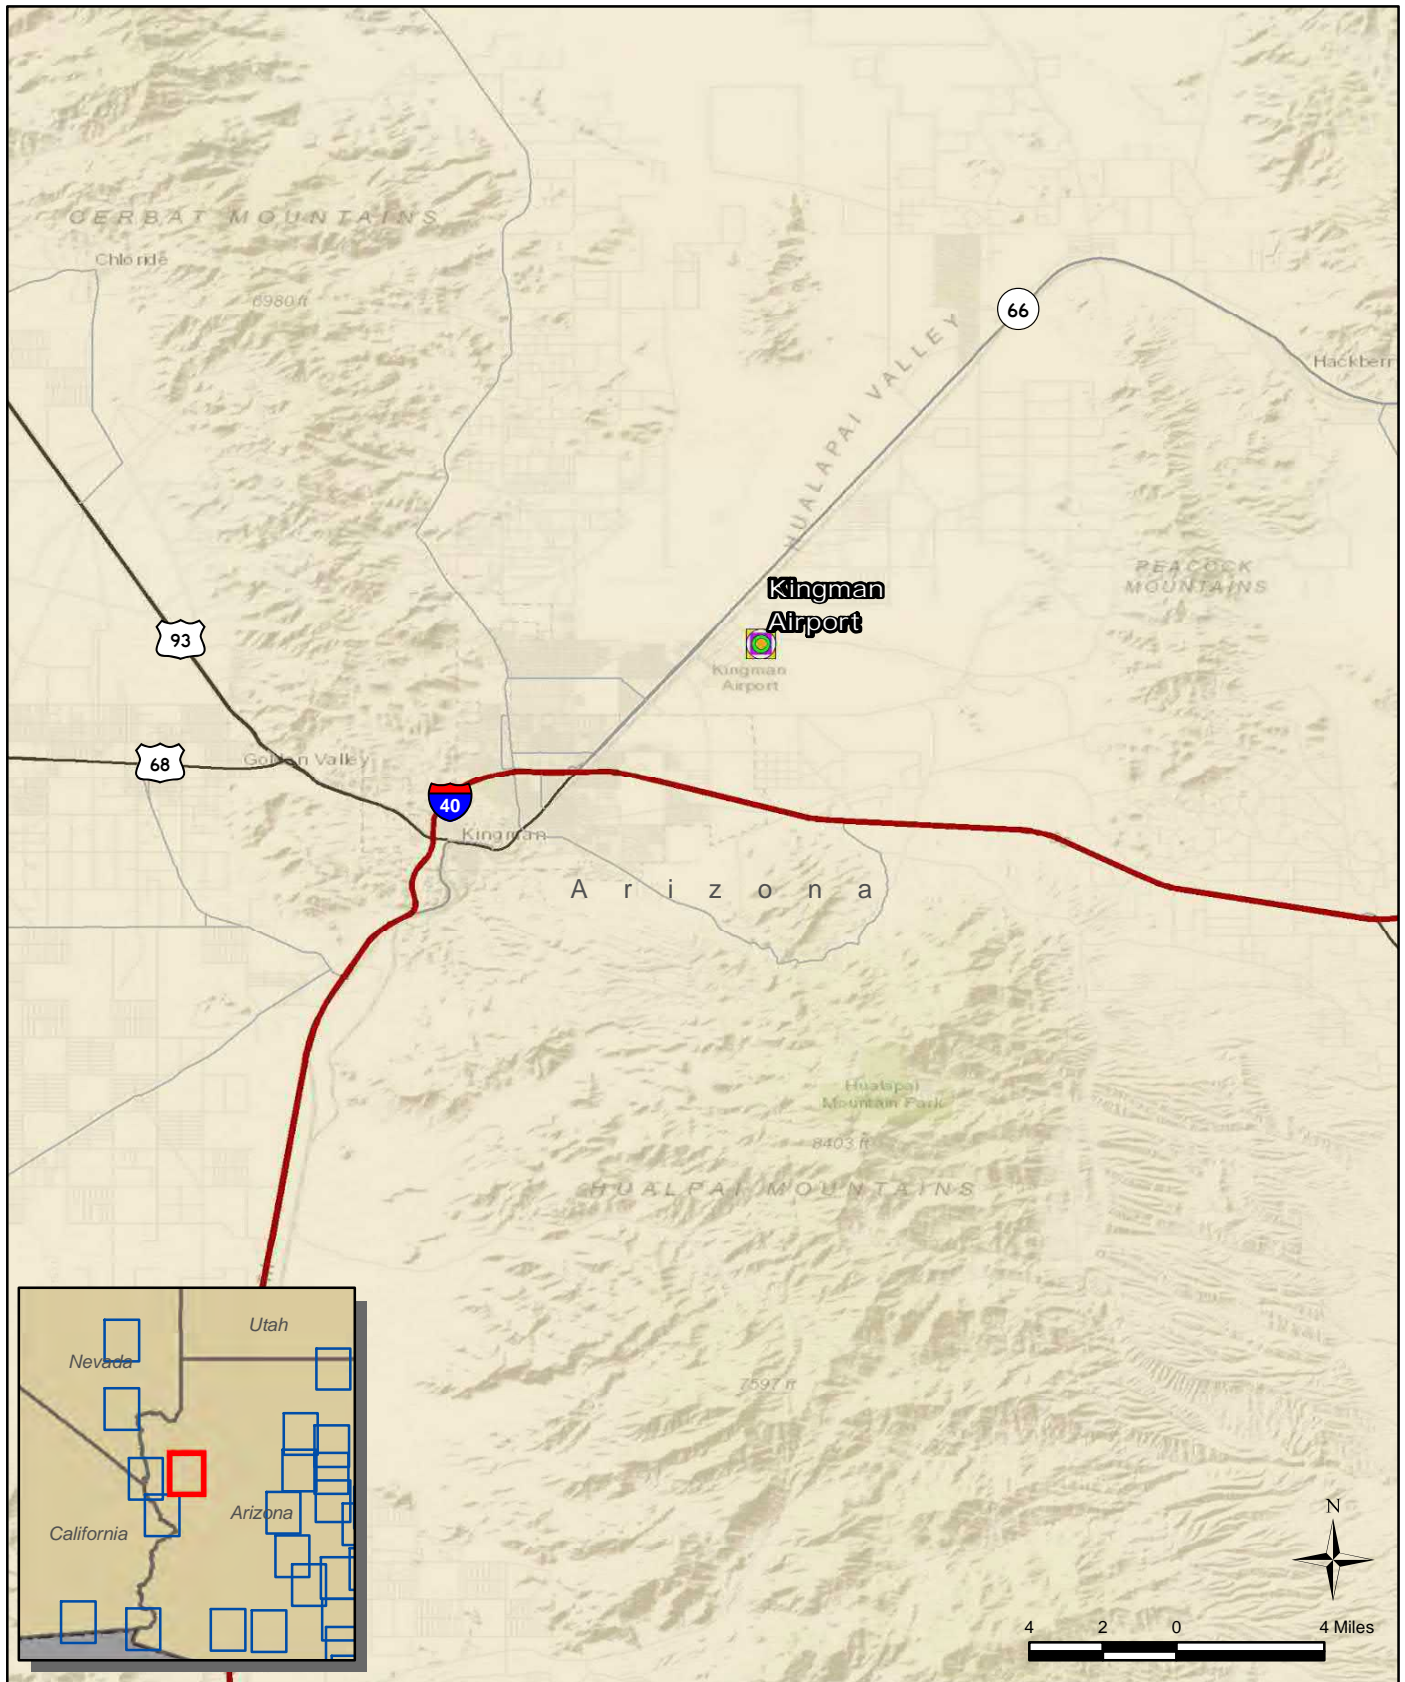 CERBAT MOUNTAINS
Chloride
6980 ft
66
HUALAPAI VALLEY
Hackberr
PEACOCK
MOUNTAINS
Kingman
Airport
Kingman
Airport
93
68
Golden Valley
40
Kingman
Arizona
Hualapai
Mountain Park
8403 ft
HUALPAI MOUNTAINS
7597 ft
Utah
Nevada
Arizona
California
N
4 2 0 4 Miles